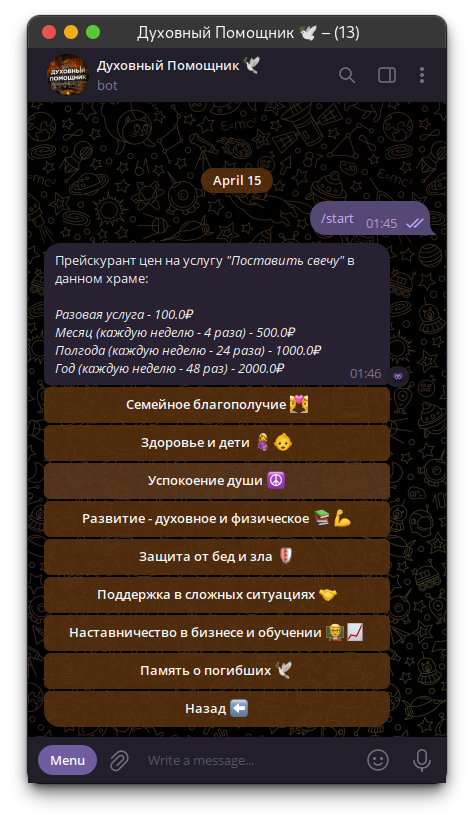 Духовный Помощник 🕊 – (13)
ДУХОВНЫЙ
ПОМОЩНИК
Духовный Помощник 🕊
bot
April 15
/start 01:45
Прейскурант цен на услугу "Поставить свечу" в
данном храме:
Разовая услуга - 100.0₽
Месяц (каждую неделю - 4 раза) - 500.0₽
Полгода (каждую неделю - 24 раза) - 1000.0₽
Год (каждую неделю - 48 раз) - 2000.0₽
01:46
Семейное благополучие 💏
Здоровье и дети 🤱👶
Успокоение души ☮️
Развитие - духовное и физическое 📚💪
Защита от бед и зла 🛡
Поддержка в сложных ситуациях 🤝
Наставничество в бизнесе и обучении 👨‍🏫📈
Память о погибших 🕊
Назад ⬅️
Menu
Write a message...